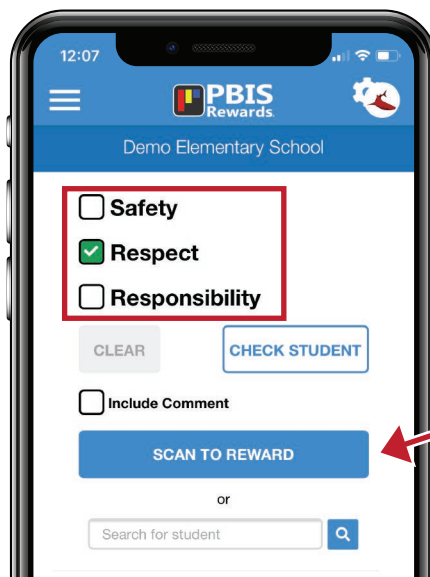 12:07
PBIS
Rewards
Demo Elementary School
Safety
Respect
Responsibility
CLEAR CHECK STUDENT
Include Comment
SCAN TO REWARD
or
Search for student